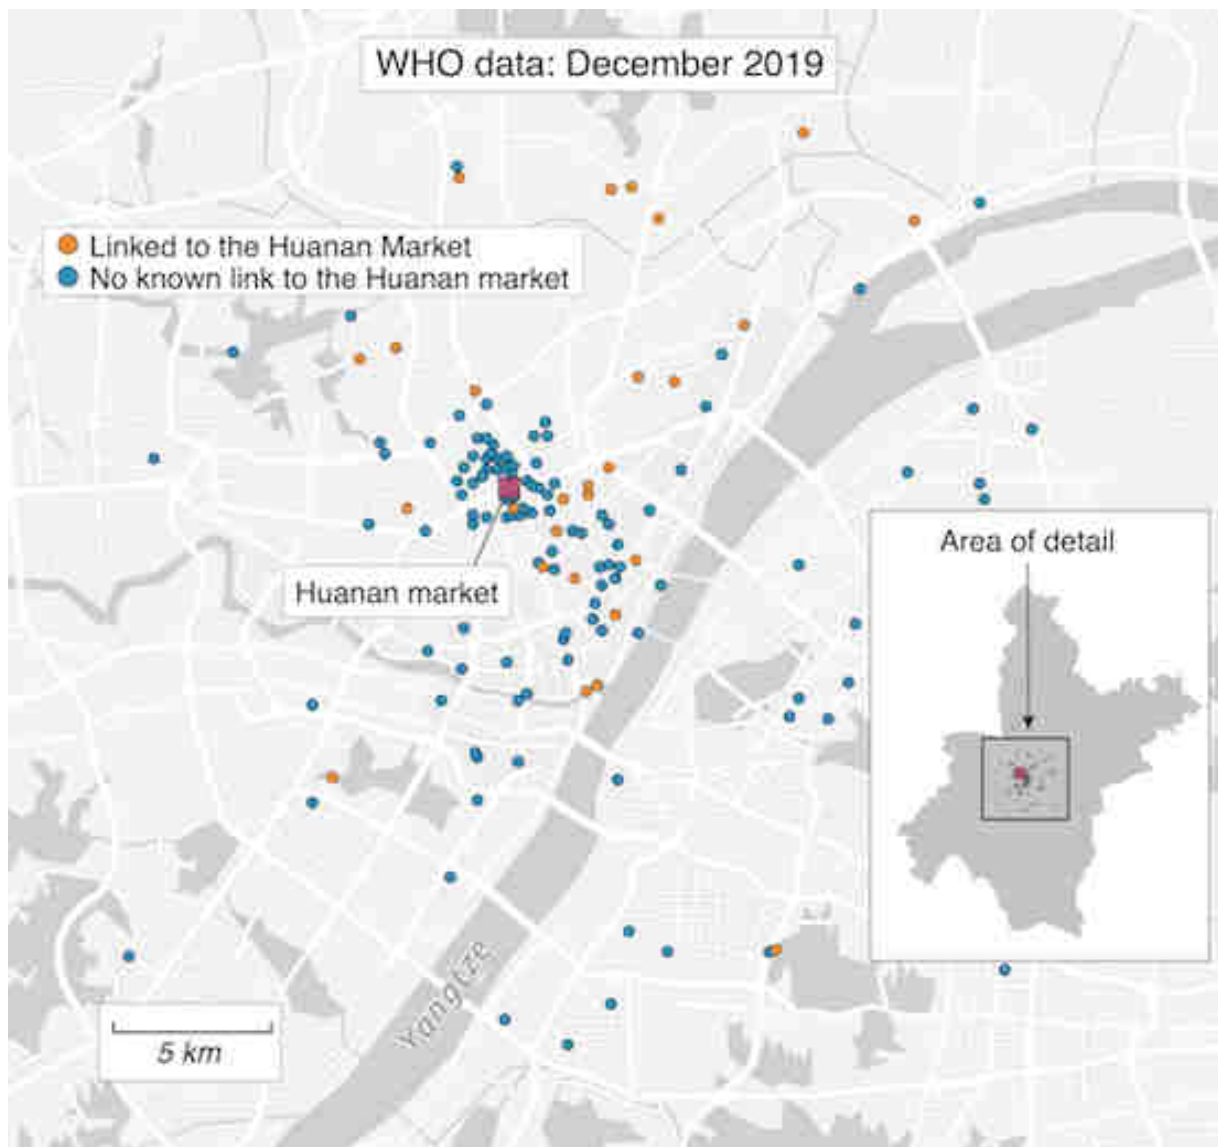 WHO data: December 2019
Linked to the Huanan Market
No known link to the Huanan market
Area of detail
Huanan market
Yangtze
5 km